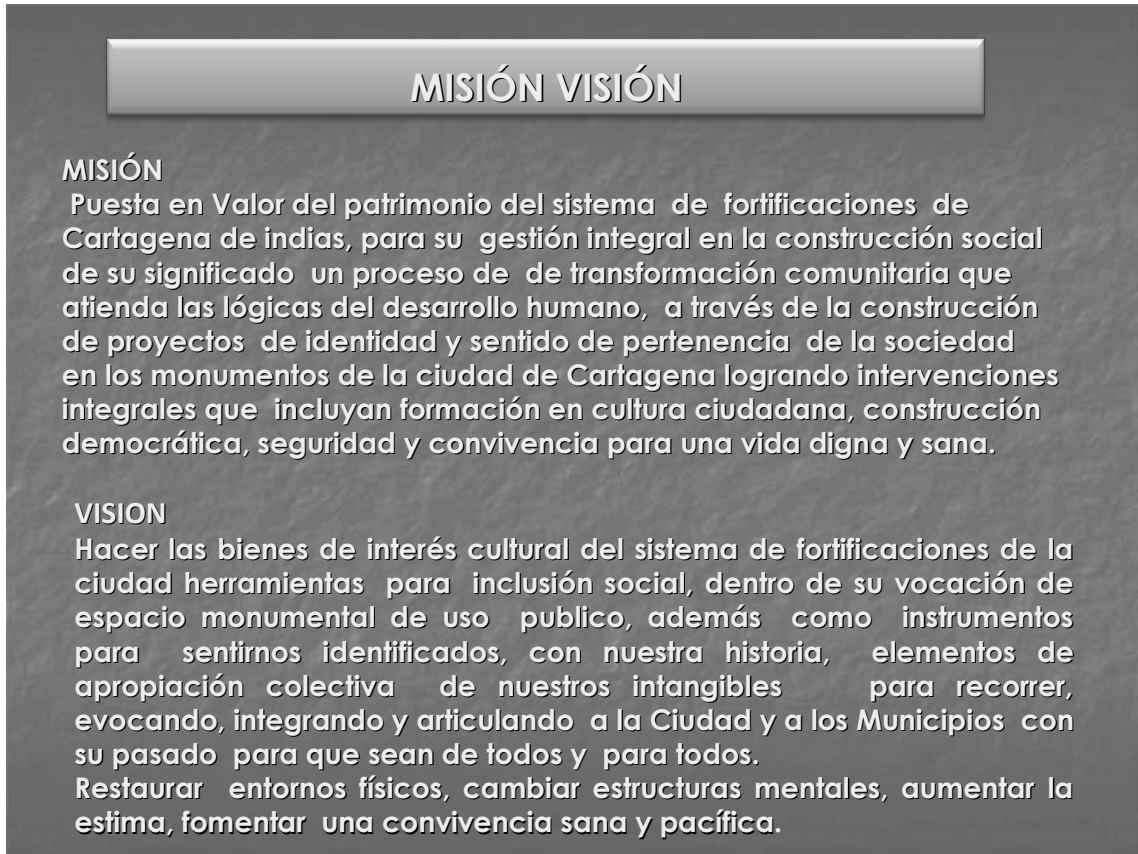 MISIÓN VISIÓN
MISIÓN
Puesta en Valor del patrimonio del sistema de fortificaciones de
Cartagena de indias, para su gestión integral en la construcción social
de su significado un proceso de de transformación comunitaria que
atienda las lógicas del desarrollo humano, a través de la construcción
de proyectos de identidad y sentido de pertenencia de la sociedad
en los monumentos de la ciudad de Cartagena logrando intervenciones
integrales que incluyan formación en cultura ciudadana, construcción
democrática, seguridad y convivencia para una vida digna y sana.
VISION
Hacer las bienes de interés cultural del sistema de fortificaciones de la
ciudad herramientas para inclusión social, dentro de su vocación de
espacio monumental de uso publico, además como instrumentos
para sentirnos identificados, con nuestra historia, elementos de
apropiación colectiva de nuestros intangibles para recorrer,
evocando, integrando y articulando a la Ciudad y a los Municipios con
su pasado para que sean de todos y para todos.
Restaurar entornos físicos, cambiar estructuras mentales, aumentar la
estima, fomentar una convivencia sana y pacífica.